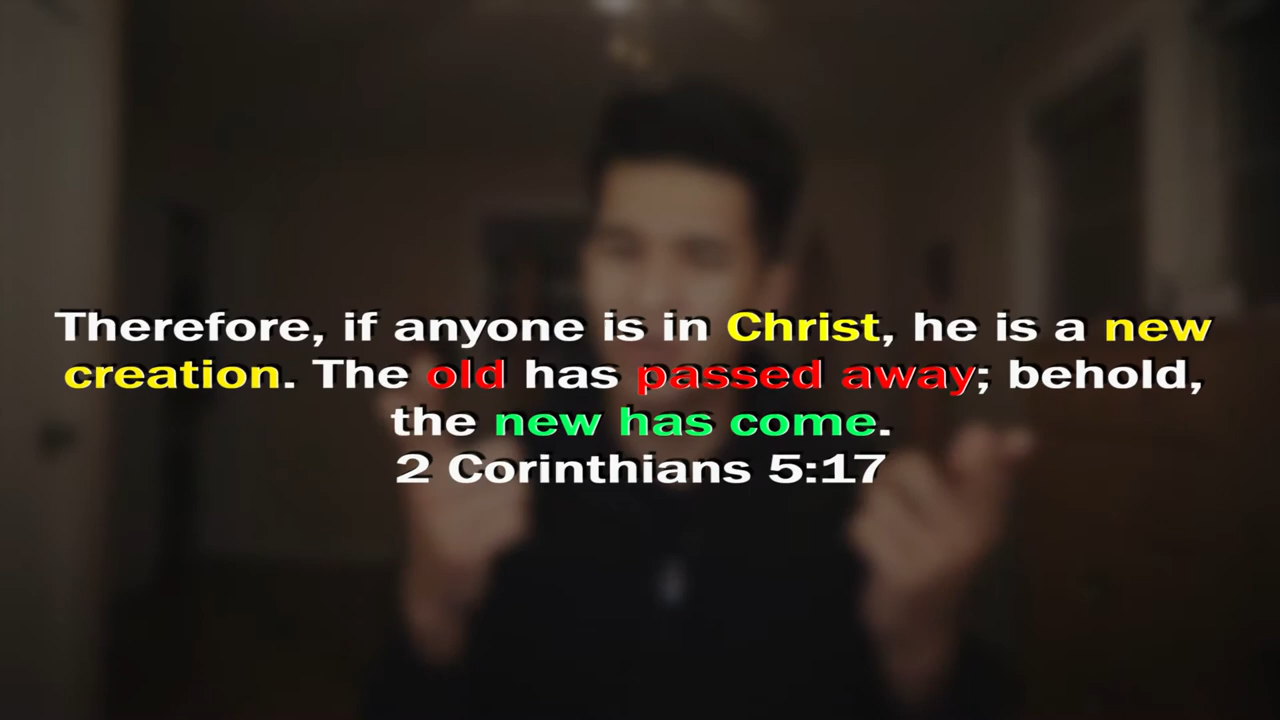 Therefore, if anyone is in Christ, he is a new
creation. The old has passed away; behold,
the new has come.
2 Corinthians 5:17